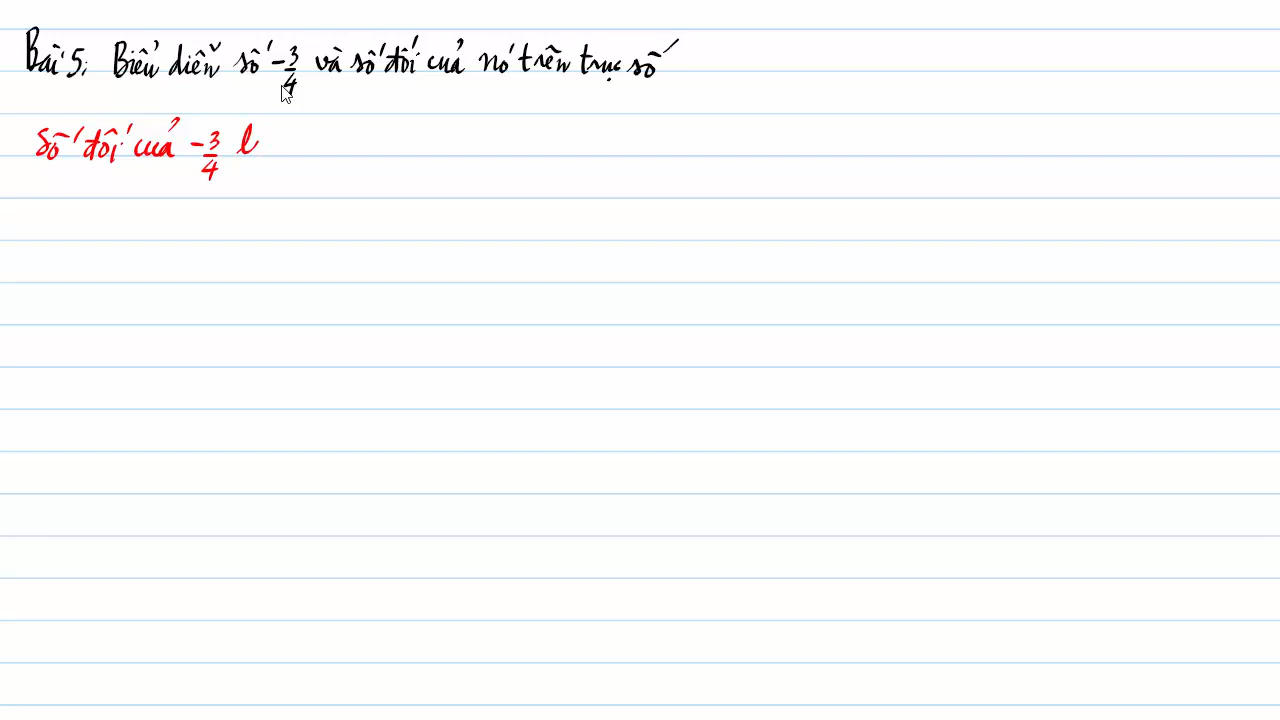 Bài 5: Biểu diễn số -3/4 và số đối của nó trên trục số
Số đối của -3/4 l